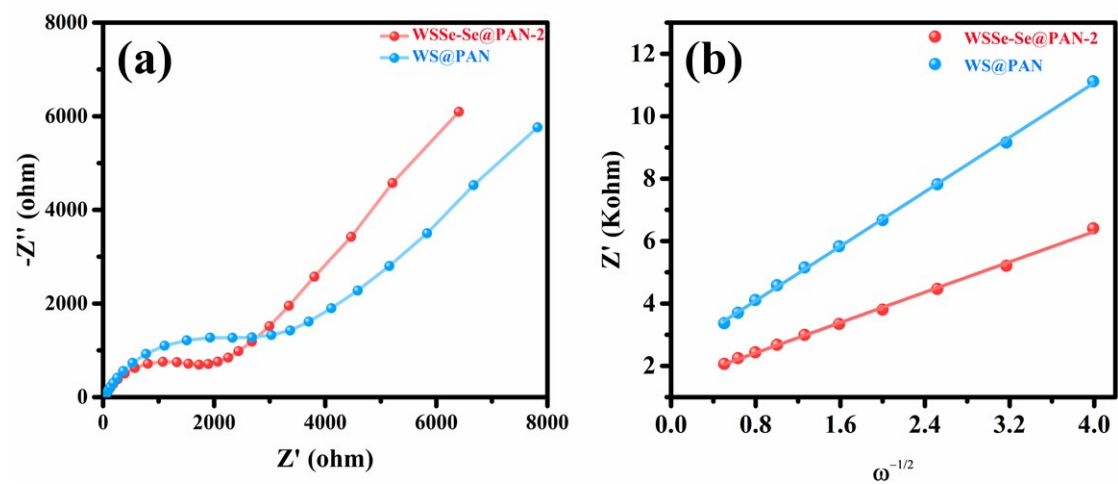 (a)
WSSe-Se@PAN-2
WS@PAN
8000
6000
4000
2000
0
-Z'' (ohm)
0 2000 4000 6000 8000
Z' (ohm)
(b)
WSSe-Se@PAN-2
WS@PAN
12
10
8
6
4
2
Z' (Kohm)
0.0 0.8 1.6 2.4 3.2 4.0
ω⁻¹/²